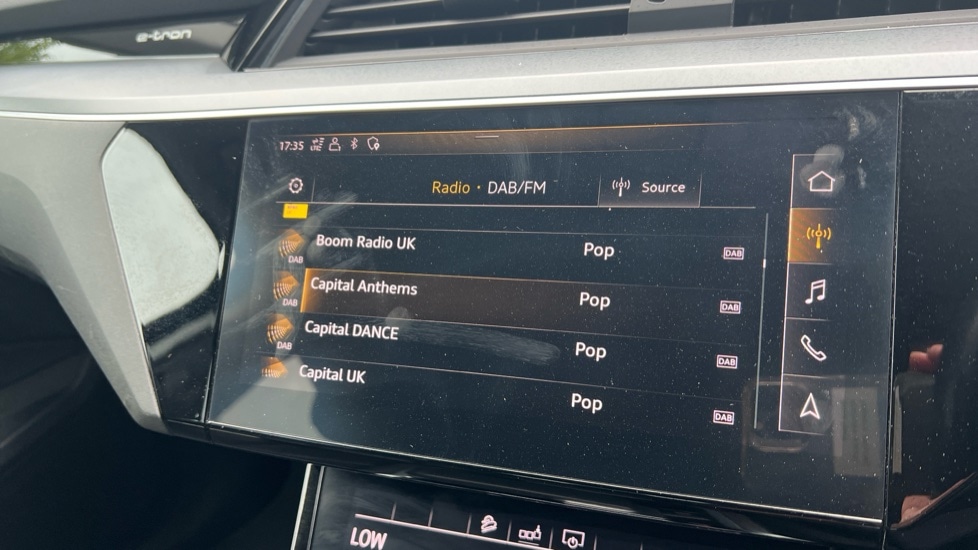 e-tron
17:35 LTE
Radio · DAB/FM Source
Boom Radio UK Pop DAB
DAB
Capital Anthems Pop DAB
DAB
Capital DANCE Pop DAB
DAB
Capital UK Pop DAB
LOW